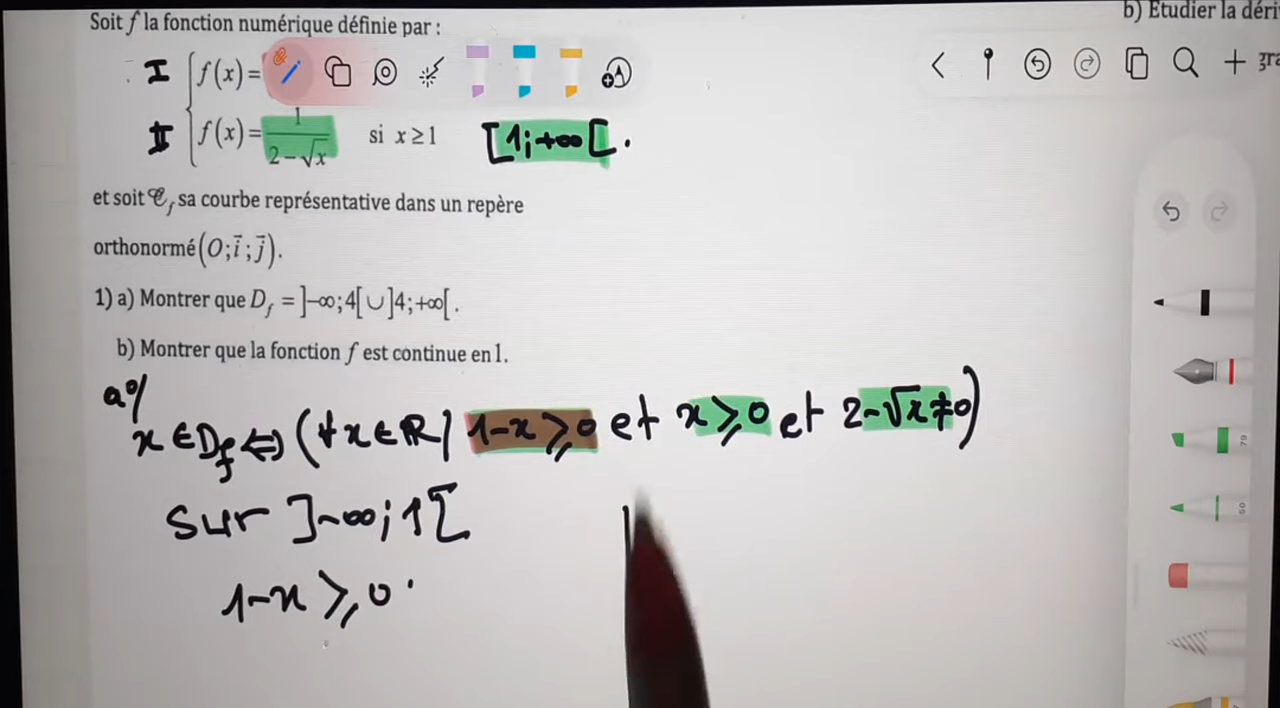 Soit f la fonction numérique définie par :
b) Etudier la déri
I f(x)=
II f(x)= 1/(2−√x) si x≥1 [1;+∞[.
et soit 𝒞f sa courbe représentative dans un repère
orthonormé (O;i⃗;j⃗).
1) a) Montrer que Df = ]−∞;4[∪]4;+∞[.
b) Montrer que la fonction f est continue en 1.
a%
x∈Df ⇔ (∀x∈ℝ / 1−x⩾0 et x⩾0 et 2−√x≠0)
Sur ]−∞;1[
1−x⩾0